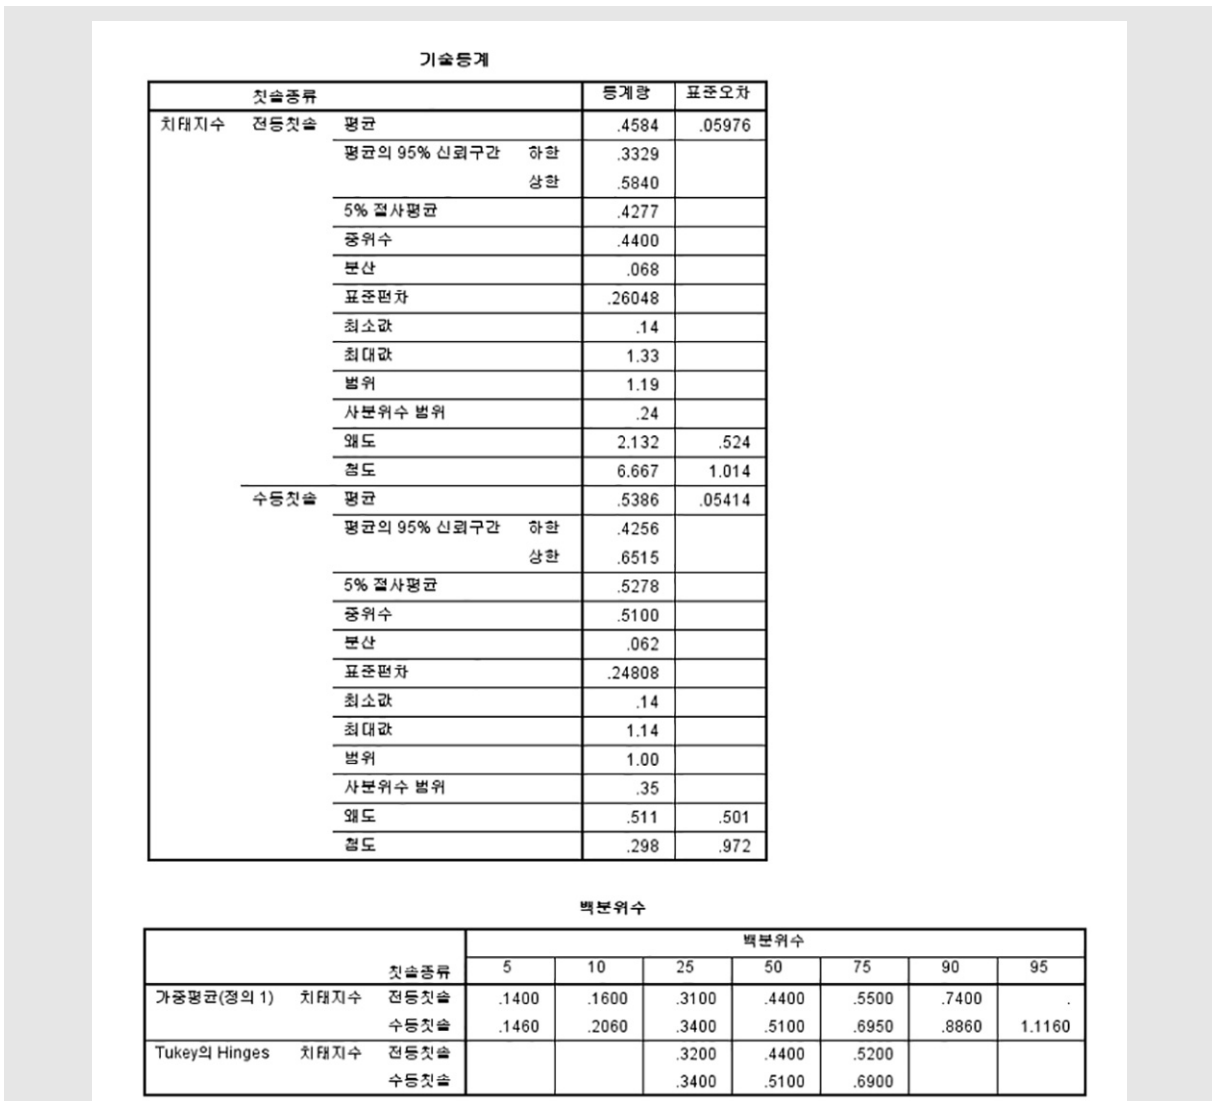 기술통계
칫솔종류 통계량 표준오차
치태지수 전동칫솔 평균 .4584 .05976
평균의 95% 신뢰구간 하한 .3329
상한 .5840
5% 절사평균 .4277
중위수 .4400
분산 .068
표준편차 .26048
최소값 .14
최대값 1.33
범위 1.19
사분위수 범위 .24
왜도 2.132 .524
첨도 6.667 1.014
수동칫솔 평균 .5386 .05414
평균의 95% 신뢰구간 하한 .4256
상한 .6515
5% 절사평균 .5278
중위수 .5100
분산 .062
표준편차 .24808
최소값 .14
최대값 1.14
범위 1.00
사분위수 범위 .35
왜도 .511 .501
첨도 .298 .972
백분위수
백분위수
칫솔종류 5 10 25 50 75 90 95
가중평균(정의 1) 치태지수 전동칫솔 .1400 .1600 .3100 .4400 .5500 .7400 .
수동칫솔 .1460 .2060 .3400 .5100 .6950 .8860 1.1160
Tukey의 Hinges 치태지수 전동칫솔 .3200 .4400 .5200
수동칫솔 .3400 .5100 .6900